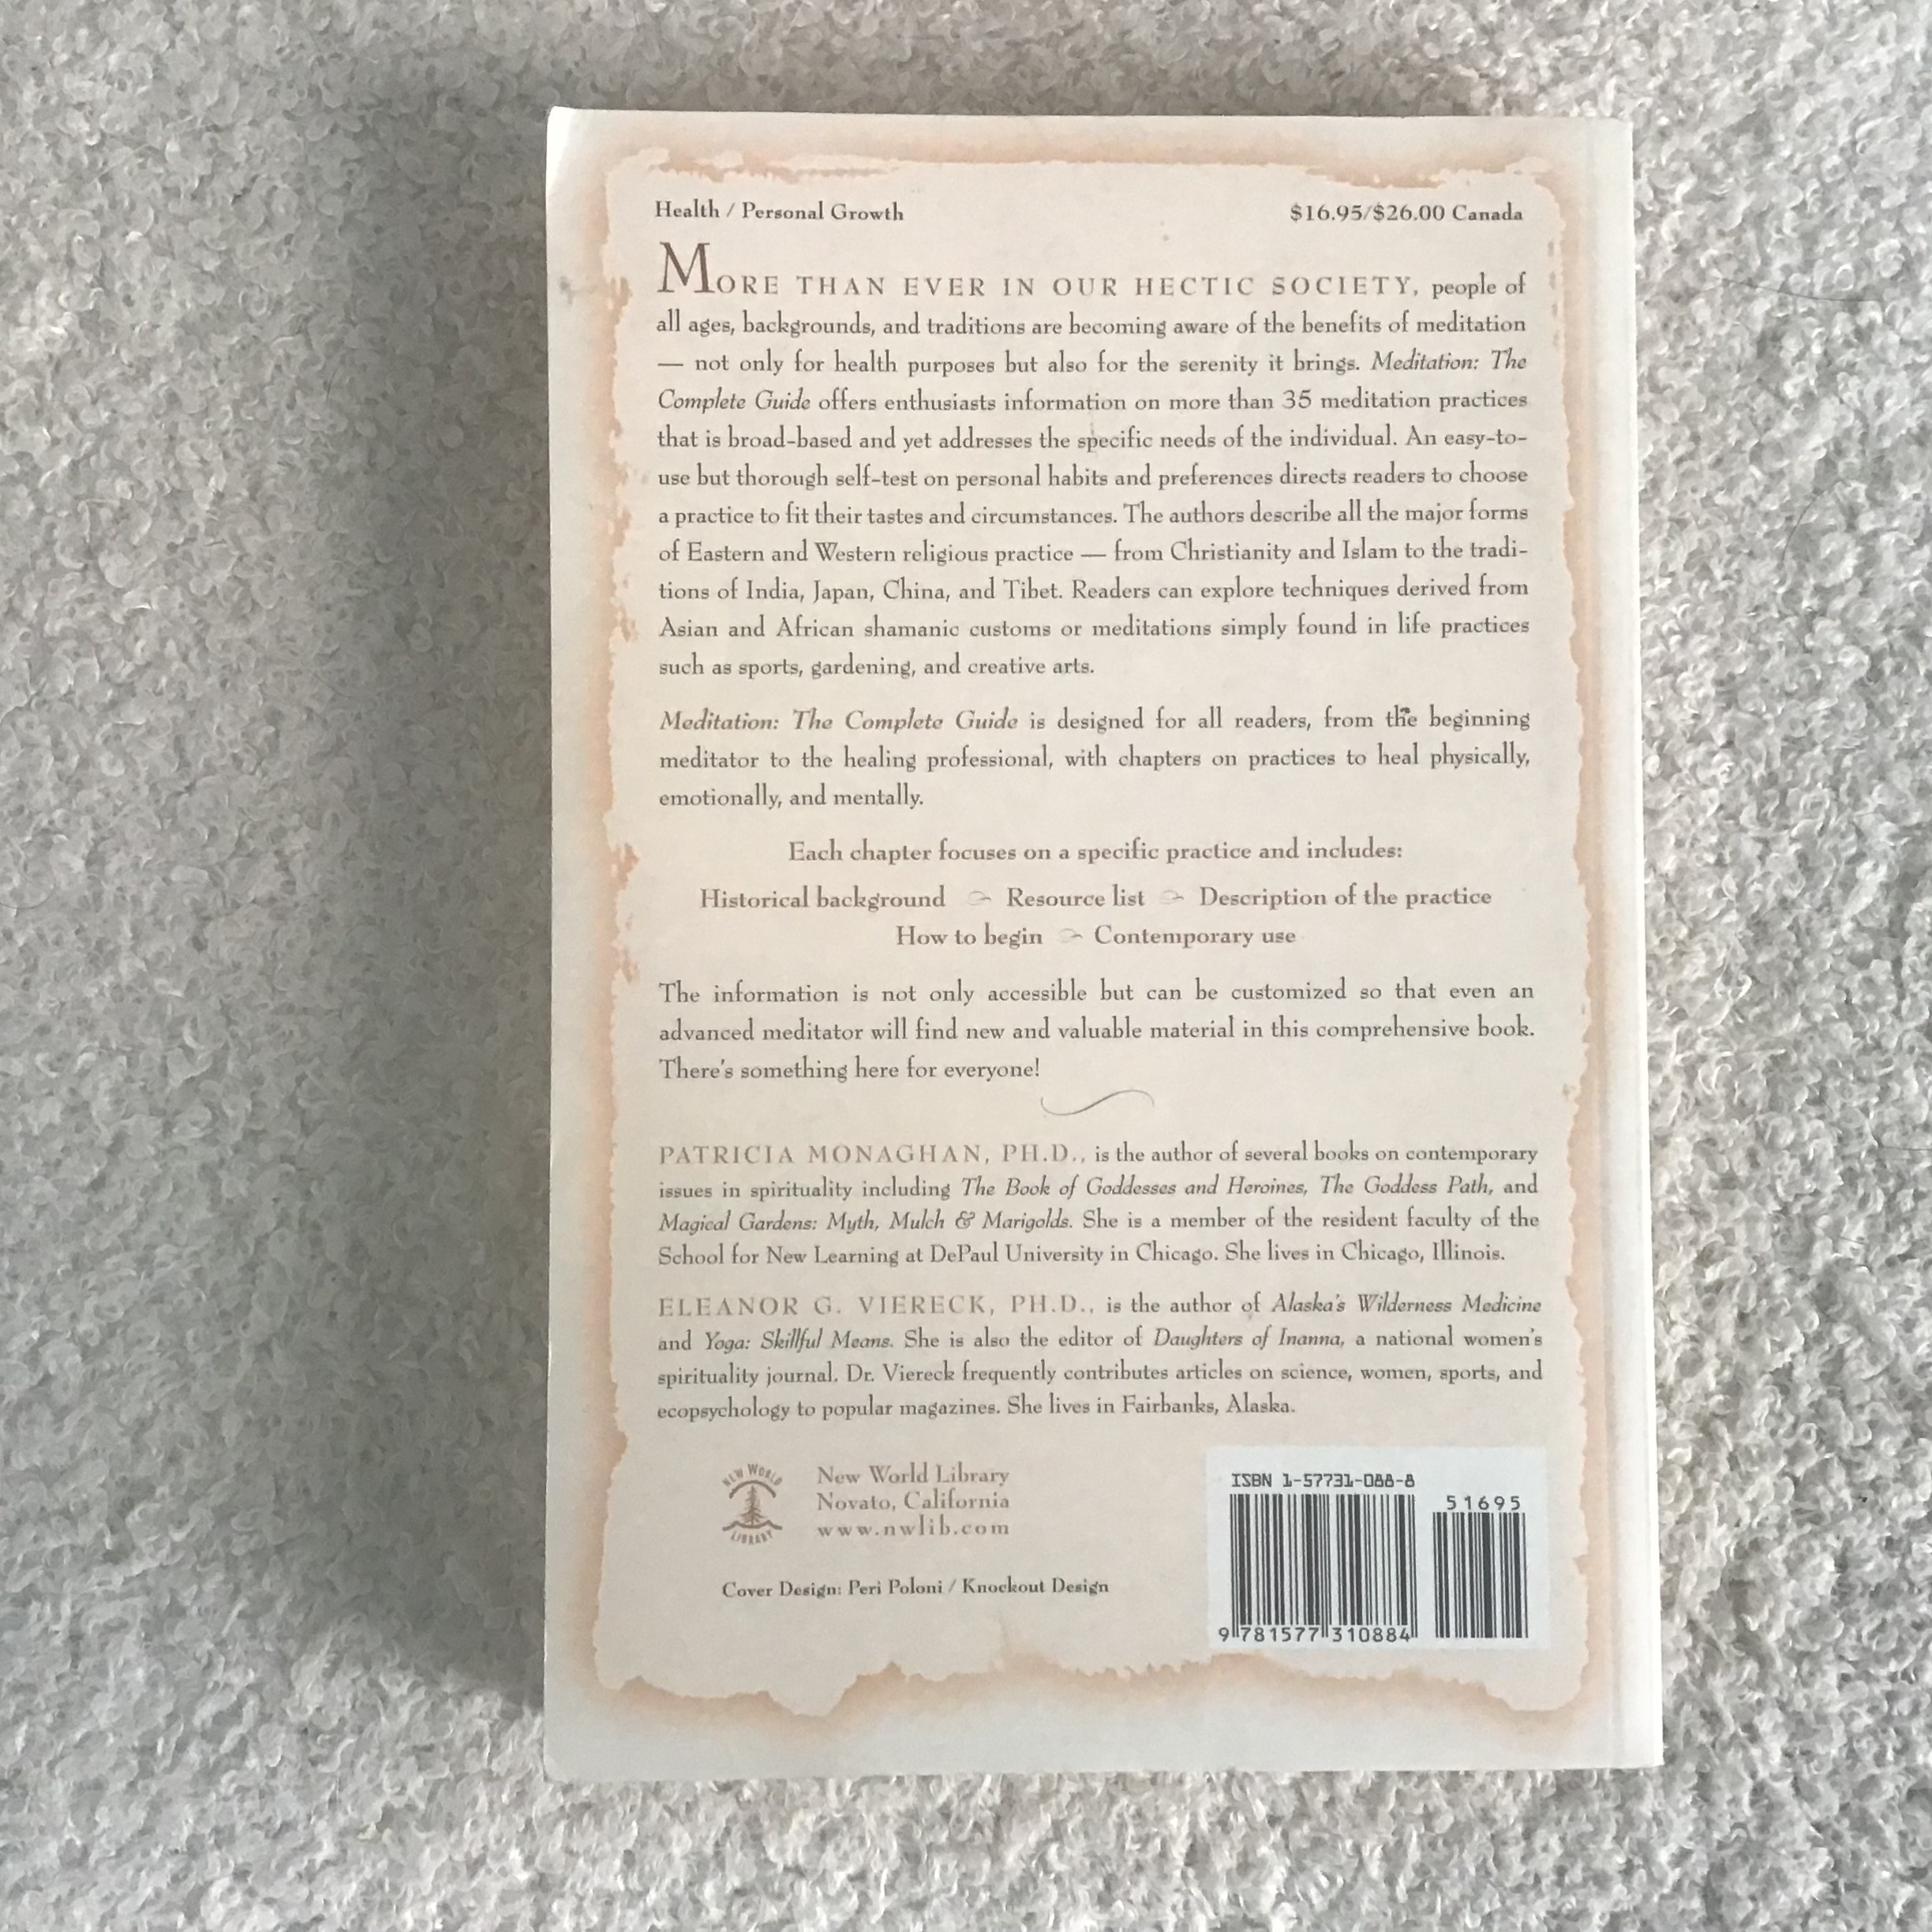 Health / Personal Growth
$16.95/$26.00 Canada
MORE THAN EVER IN OUR HECTIC SOCIETY, people of
all ages, backgrounds, and traditions are becoming aware of the benefits of meditation
— not only for health purposes but also for the serenity it brings. Meditation: The
Complete Guide offers enthusiasts information on more than 35 meditation practices
that is broad-based and yet addresses the specific needs of the individual. An easy-to-
use but thorough self-test on personal habits and preferences directs readers to choose
a practice to fit their tastes and circumstances. The authors describe all the major forms
of Eastern and Western religious practice — from Christianity and Islam to the tradi-
tions of India, Japan, China, and Tibet. Readers can explore techniques derived from
Asian and African shamanic customs or meditations simply found in life practices
such as sports, gardening, and creative arts.
Meditation: The Complete Guide is designed for all readers, from the beginning
meditator to the healing professional, with chapters on practices to heal physically,
emotionally, and mentally.
Each chapter focuses on a specific practice and includes:
Historical background Resource list Description of the practice
How to begin Contemporary use
The information is not only accessible but can be customized so that even an
advanced meditator will find new and valuable material in this comprehensive book.
There's something here for everyone!
PATRICIA MONAGHAN, PH.D., is the author of several books on contemporary
issues in spirituality including The Book of Goddesses and Heroines, The Goddess Path, and
Magical Gardens: Myth, Mulch & Marigolds. She is a member of the resident faculty of the
School for New Learning at DePaul University in Chicago. She lives in Chicago, Illinois.
ELEANOR G. VIERECK, PH.D., is the author of Alaska's Wilderness Medicine
and Yoga: Skillful Means. She is also the editor of Daughters of Inanna, a national women's
spirituality journal. Dr. Viereck frequently contributes articles on science, women, sports, and
ecopsychology to popular magazines. She lives in Fairbanks, Alaska.
NEW WORLD
LIBRARY
New World Library
Novato, California
www.nwlib.com
Cover Design: Peri Poloni / Knockout Design
ISBN 1-57731-088-8
51695
9 781577 310884